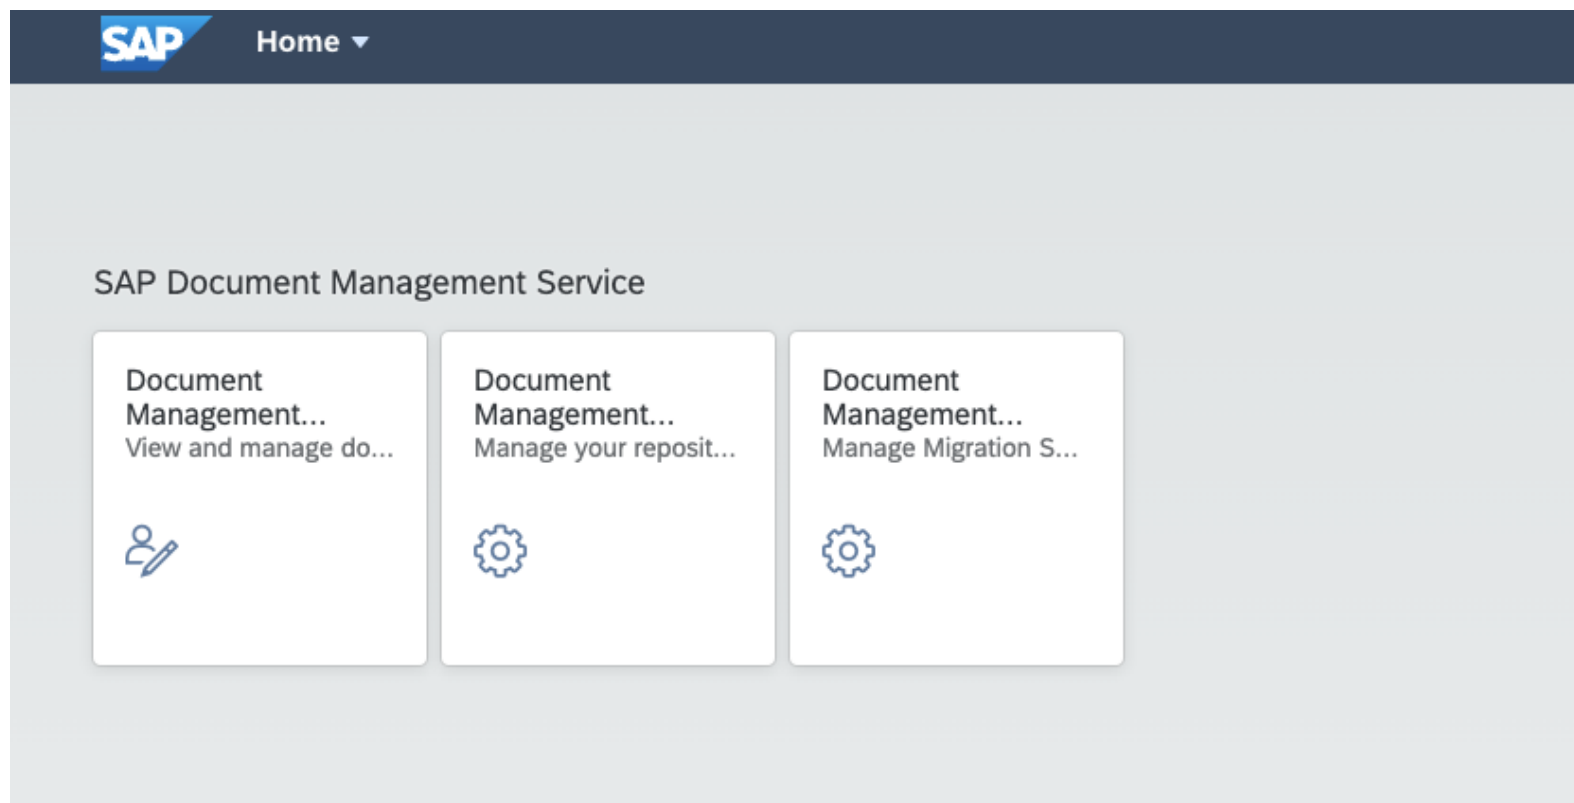 SAP Home
SAP Document Management Service
Document
Management...
View and manage do...
Document
Management...
Manage your reposit...
Document
Management...
Manage Migration S...